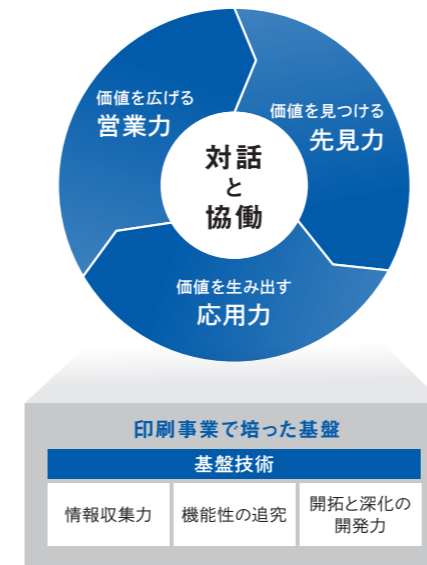 価値を広げる
営業力
価値を見つける
先見力
対話
と
協働
価値を生み出す
応用力
印刷事業で培った基盤
基盤技術
情報収集力
機能性の追究
開拓と深化の
開発力